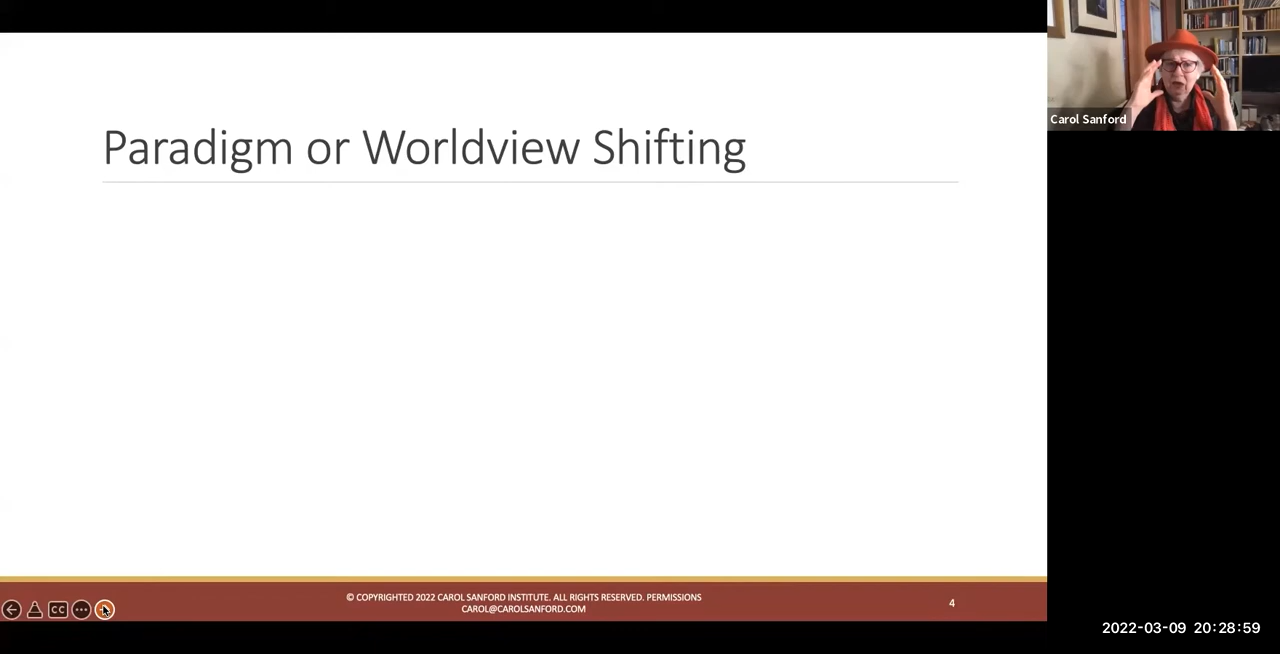 Paradigm or Worldview Shifting
Carol Sanford
CC
© COPYRIGHTED 2022 CAROL SANFORD INSTITUTE. ALL RIGHTS RESERVED. PERMISSIONS
CAROL@CAROLSANFORD.COM
4
2022-03-09 20:28:59